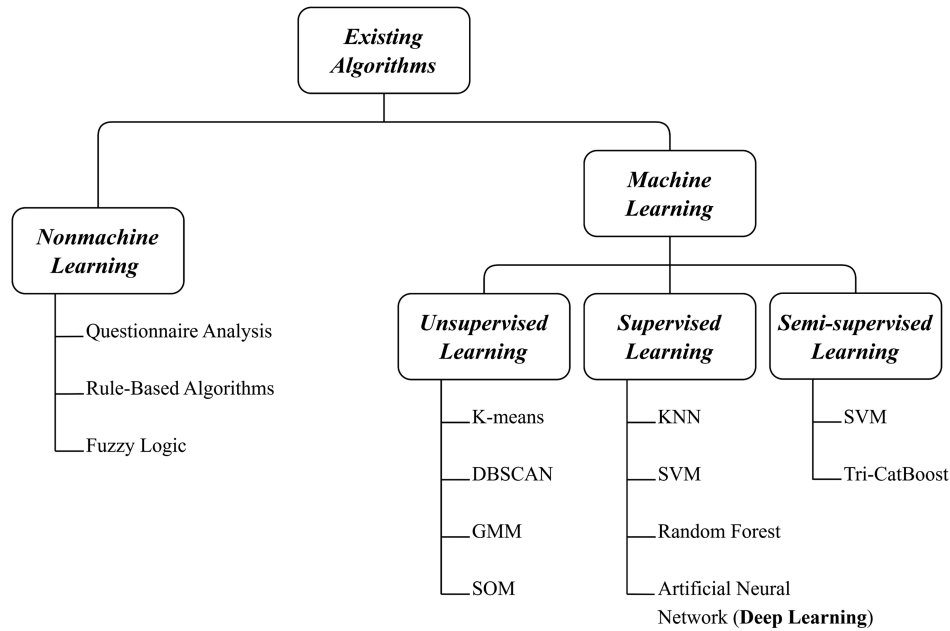 Existing
Algorithms
Machine
Learning
Nonmachine
Learning
Questionnaire Analysis
Rule-Based Algorithms
Fuzzy Logic
Unsupervised
Learning
K-means
DBSCAN
GMM
SOM
Supervised
Learning
KNN
SVM
Random Forest
Artificial Neural
Network (Deep Learning)
Semi-supervised
Learning
SVM
Tri-CatBoost